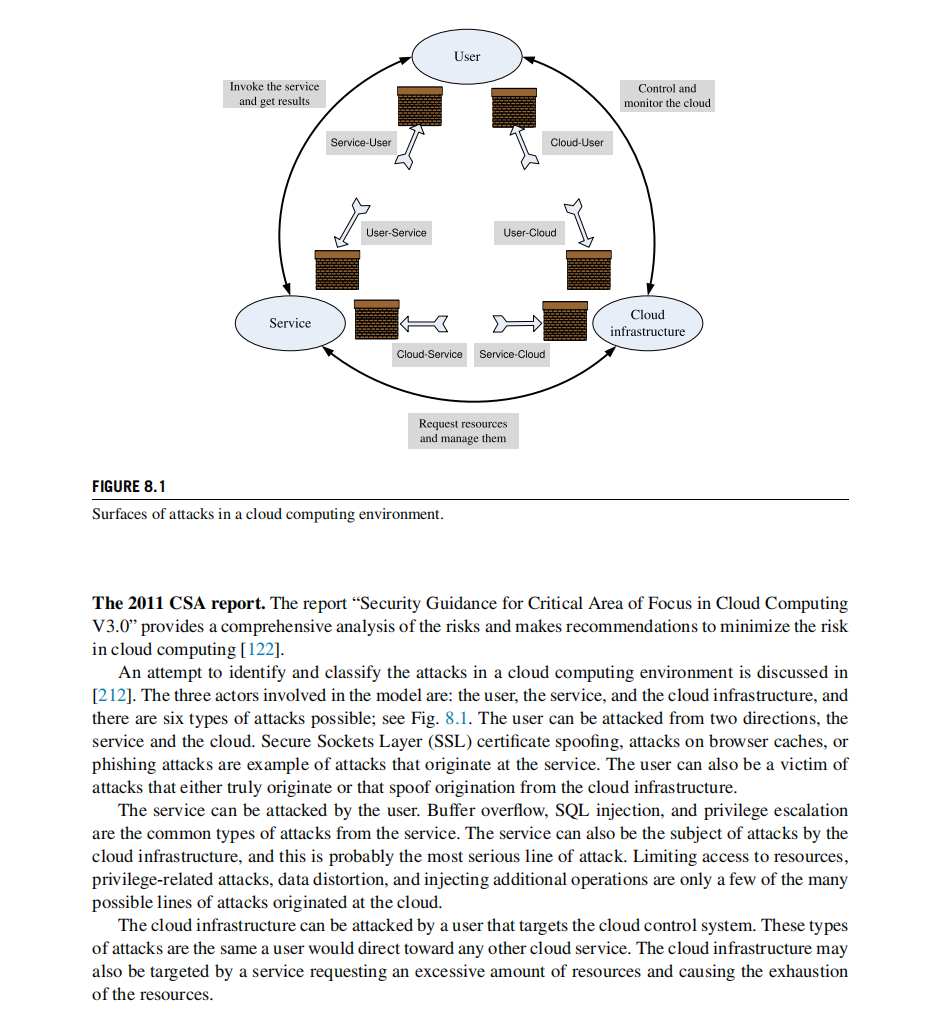 User
Invoke the service
and get results
Control and
monitor the cloud
Service-User
Cloud-User
User-Service
User-Cloud
Service
Cloud
infrastructure
Cloud-Service
Service-Cloud
Request resources
and manage them
FIGURE 8.1
Surfaces of attacks in a cloud computing environment.
The 2011 CSA report. The report “Security Guidance for Critical Area of Focus in Cloud Computing
V3.0” provides a comprehensive analysis of the risks and makes recommendations to minimize the risk
in cloud computing [122].
An attempt to identify and classify the attacks in a cloud computing environment is discussed in
[212]. The three actors involved in the model are: the user, the service, and the cloud infrastructure, and
there are six types of attacks possible; see Fig. 8.1. The user can be attacked from two directions, the
service and the cloud. Secure Sockets Layer (SSL) certificate spoofing, attacks on browser caches, or
phishing attacks are example of attacks that originate at the service. The user can also be a victim of
attacks that either truly originate or that spoof origination from the cloud infrastructure.
The service can be attacked by the user. Buffer overflow, SQL injection, and privilege escalation
are the common types of attacks from the service. The service can also be the subject of attacks by the
cloud infrastructure, and this is probably the most serious line of attack. Limiting access to resources,
privilege-related attacks, data distortion, and injecting additional operations are only a few of the many
possible lines of attacks originated at the cloud.
The cloud infrastructure can be attacked by a user that targets the cloud control system. These types
of attacks are the same a user would direct toward any other cloud service. The cloud infrastructure may
also be targeted by a service requesting an excessive amount of resources and causing the exhaustion
of the resources.